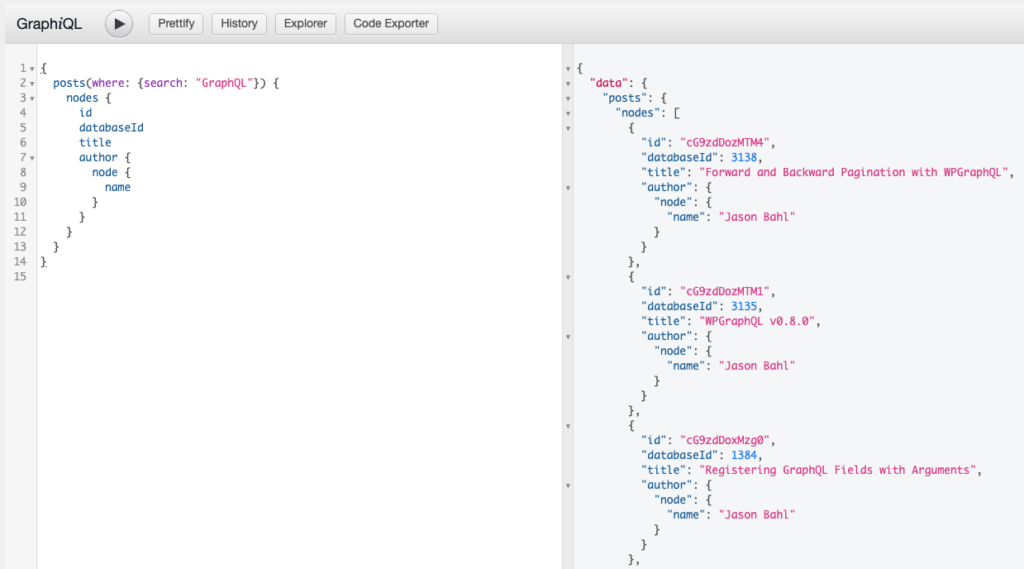 GraphiQL Prettify History Explorer Code Exporter
1 {
2 posts(where: {search: "GraphQL"}) {
3 nodes {
4 id
5 databaseId
6 title
7 author {
8 node {
9 name
10 }
11 }
12 }
13 }
14 }
15
{
"data": {
"posts": {
"nodes": [
{
"id": "cG9zdDozMTM4",
"databaseId": 3138,
"title": "Forward and Backward Pagination with WPGraphQL",
"author": {
"node": {
"name": "Jason Bahl"
}
}
},
{
"id": "cG9zdDozMTM1",
"databaseId": 3135,
"title": "WPGraphQL v0.8.0",
"author": {
"node": {
"name": "Jason Bahl"
}
}
},
{
"id": "cG9zdDoxMzg0",
"databaseId": 1384,
"title": "Registering GraphQL Fields with Arguments",
"author": {
"node": {
"name": "Jason Bahl"
}
}
},